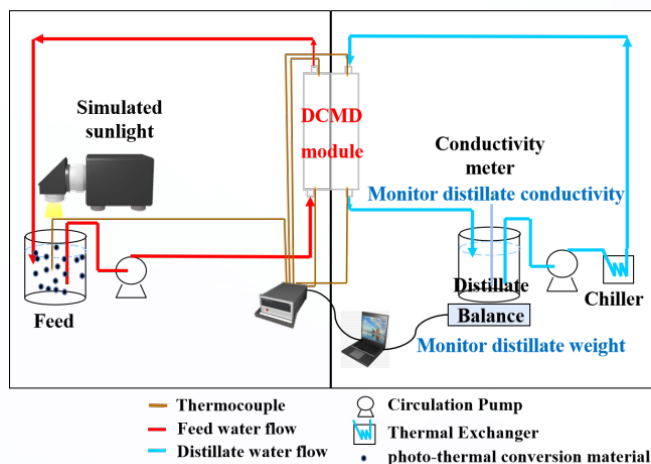 Simulated
sunlight
DCMD
module
Conductivity
meter
Monitor distillate conductivity
Feed
Distillate
Chiller
Balance
Monitor distillate weight
Thermocouple
Feed water flow
Distillate water flow
Circulation Pump
Thermal Exchanger
photo-thermal conversion material